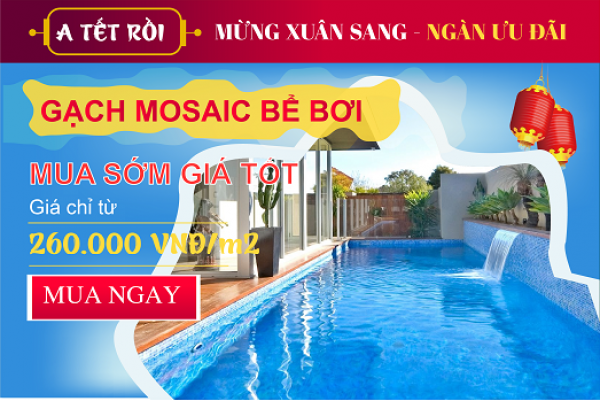 A TẾT RỒI
MỪNG XUÂN SANG - NGÀN ƯU ĐÃI
GẠCH MOSAIC BỂ BƠI
MUA SỚM GIÁ TỐT
Giá chỉ từ
260.000 VNĐ/m2
MUA NGAY